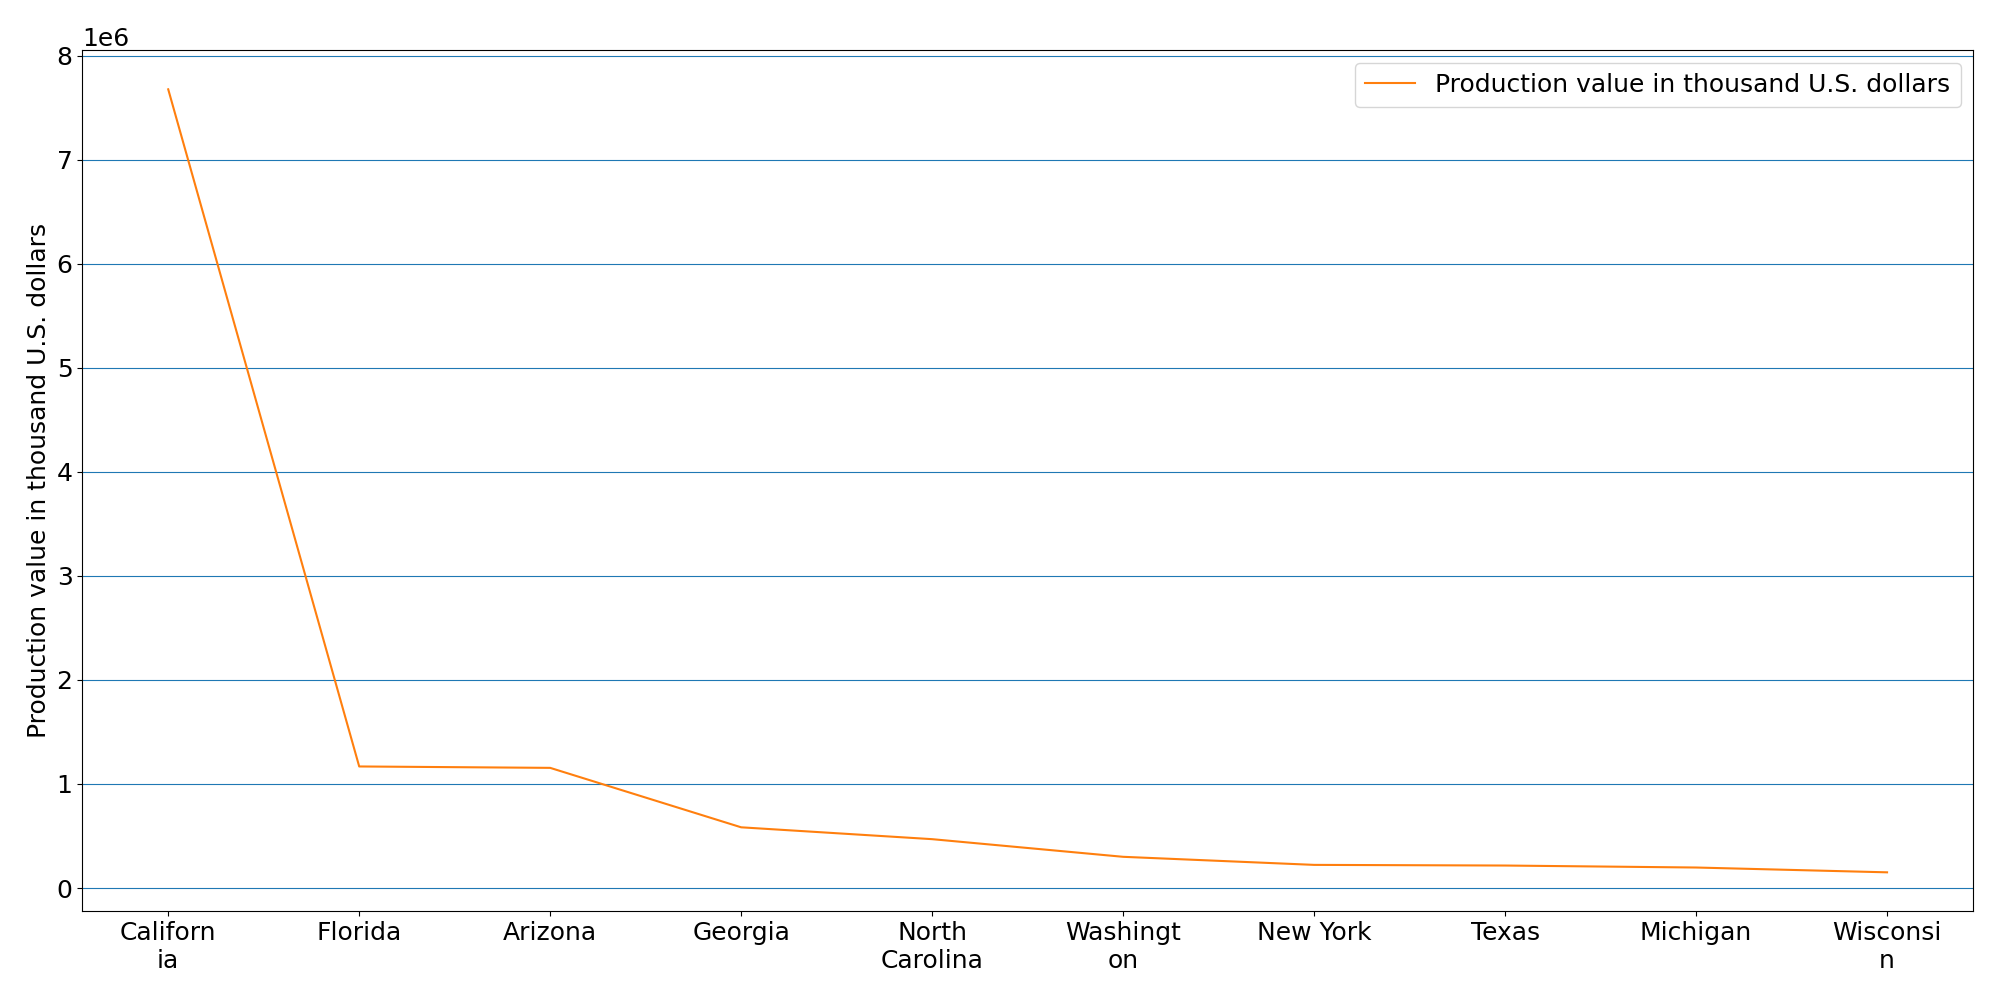 1e6
8
7
6
5
4
3
2
1
0
Production value in thousand U.S. dollars
Production value in thousand U.S. dollars
Californ
ia
Florida
Arizona
Georgia
North
Carolina
Washingt
on
New York
Texas
Michigan
Wisconsi
n